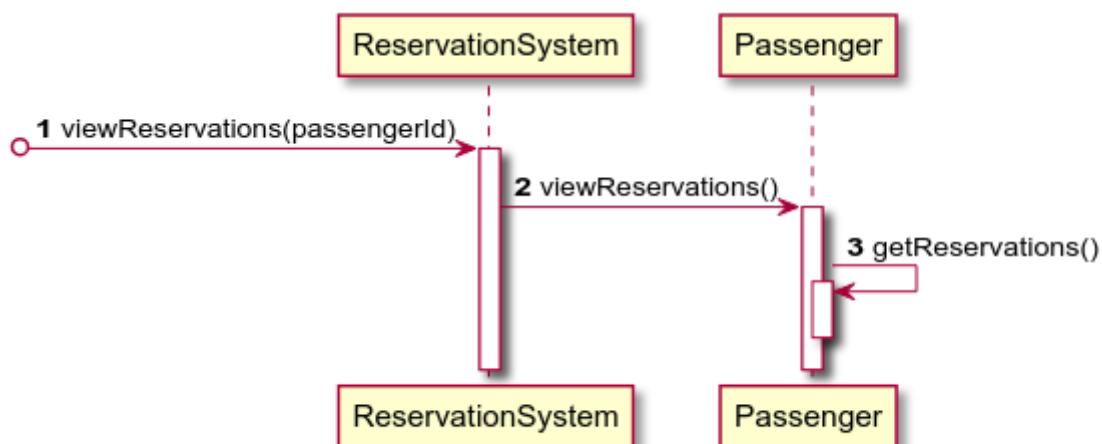 ReservationSystem Passenger
1 viewReservations(passengerId)
2 viewReservations()
3 getReservations()
ReservationSystem Passenger